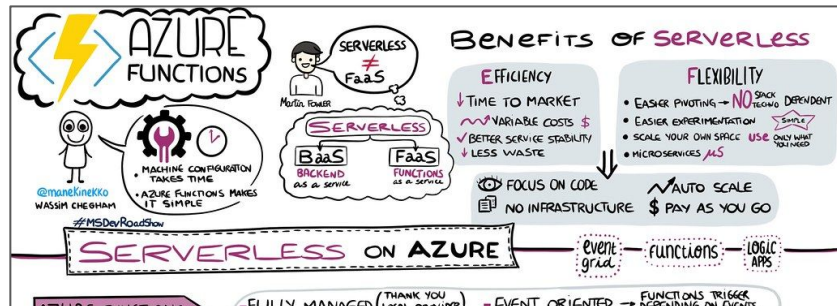 AZURE
FUNCTIONS
@maneKineKKo
WASSIM CHEGHAM
#MSDevRoadShow
• MACHINE CONFIGURATION
TAKES TIME
• AZURE FUNCTIONS MAKES
IT SIMPLE
Martin FOWLER
SERVERLESS
≠
FaaS
SERVERLESS
BaaS
BACKEND
as a service
FaaS
FUNCTIONS
as a service
BENEFITS OF SERVERLESS
EFFICIENCY
↓ TIME TO MARKET
VARIABLE COSTS $
✓ BETTER SERVICE STABILITY
↓ LESS WASTE
FLEXIBILITY
• EASIER PIVOTING → NO STACK TECHNO DEPENDENT
• EASIER EXPERIMENTATION SIMPLE
• SCALE YOUR OWN SPACE USE ONLY WHAT YOU NEED
• MICROSERVICES µS
FOCUS ON CODE
AUTO SCALE
NO INFRASTRUCTURE
$ PAY AS YOU GO
SERVERLESS ON AZURE
event grid
functions
LOGIC APPS
FULLY MANAGED (THANK YOU
- EVENT ORIENTED → FUNCTIONS TRIGGER
DEPENDING ON EVENTS